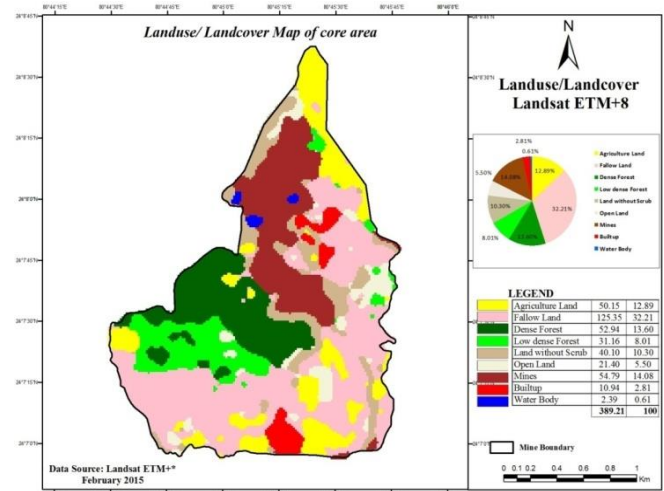 Landuse/ Landcover Map of core area
N
Landuse/Landcover
Landsat ETM+8
2.81%
0.61%
5.50%
14.08%
12.89%
10.30%
32.21%
8.01%
13.60%
Agriculture Land
Fallow Land
Dense Forest
Low dense Forest
Land without Scrub
Open Land
Mines
Builtup
Water Body
LEGEND
Agriculture Land 50.15 12.89
Fallow Land 125.35 32.21
Dense Forest 52.94 13.60
Low dense Forest 31.16 8.01
Land without Scrub 40.10 10.30
Open Land 21.40 5.50
Mines 54.79 14.08
Builtup 10.94 2.81
Water Body 2.39 0.61
389.21 100
Mine Boundary
0 0.1 0.2 0.4 0.6 0.8 1
Km
Data Source: Landsat ETM+*
February 2015